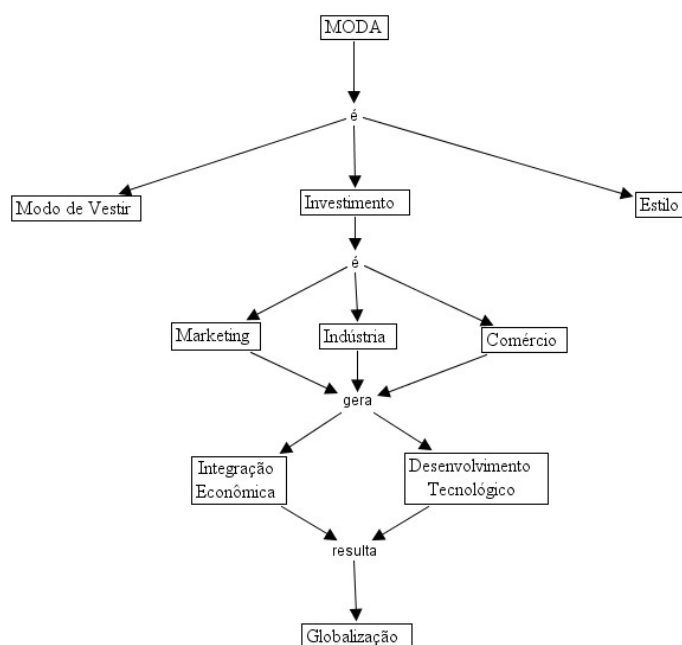 MODA
é
Modo de Vestir
Investimento
Estilo
é
Marketing
Indústria
Comércio
gera
Integração
Econômica
Desenvolvimento
Tecnológico
resulta
Globalização